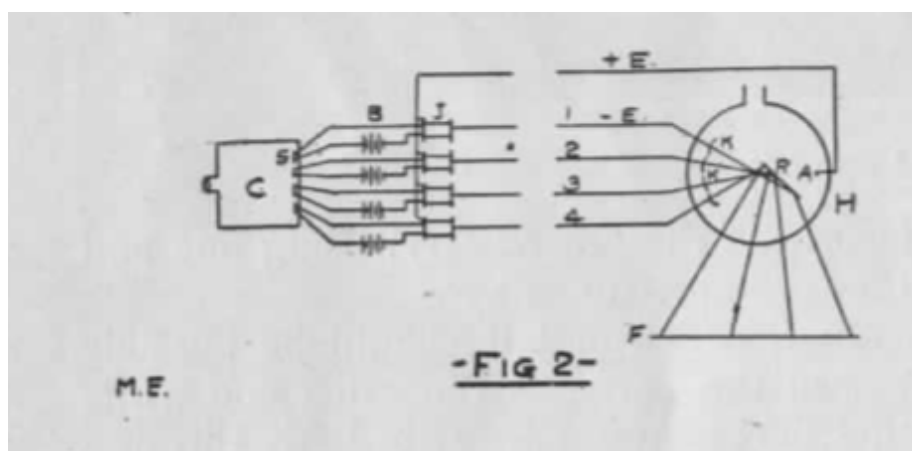 + E.
B J 1 - E.
2
S K
C K R A
3
H
4
F
- FIG 2 -
M.E.